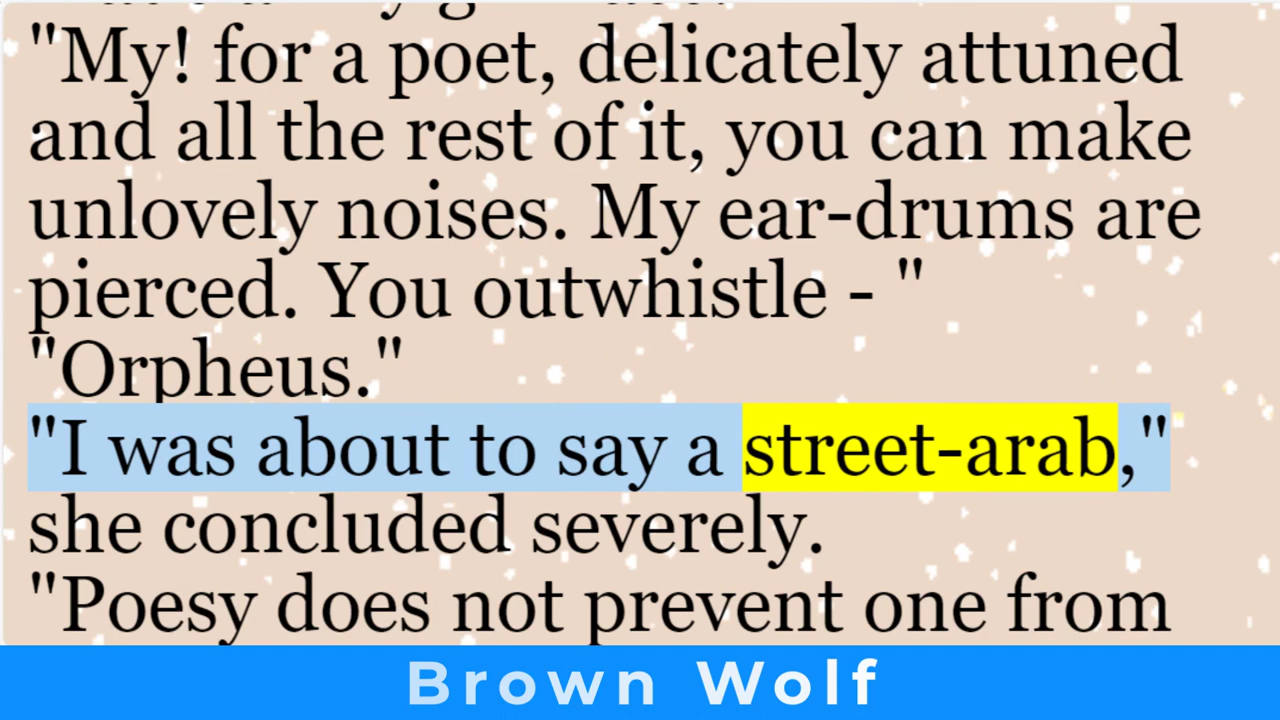 "My! for a poet, delicately attuned
and all the rest of it, you can make
unlovely noises. My ear-drums are
pierced. You outwhistle - "
"Orpheus."
"I was about to say a street-arab,"
she concluded severely.
"Poesy does not prevent one from
Brown Wolf